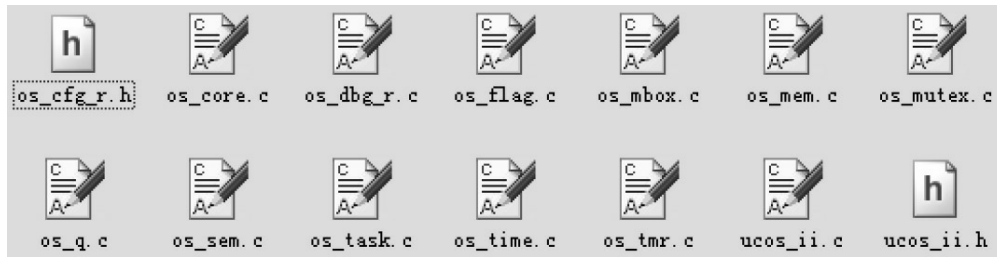 os_cfg_r.h os_core.c os_dbg_r.c os_flag.c os_mbox.c os_mem.c os_mutex.c
os_q.c os_sem.c os_task.c os_time.c os_tmr.c ucos_ii.c ucos_ii.h